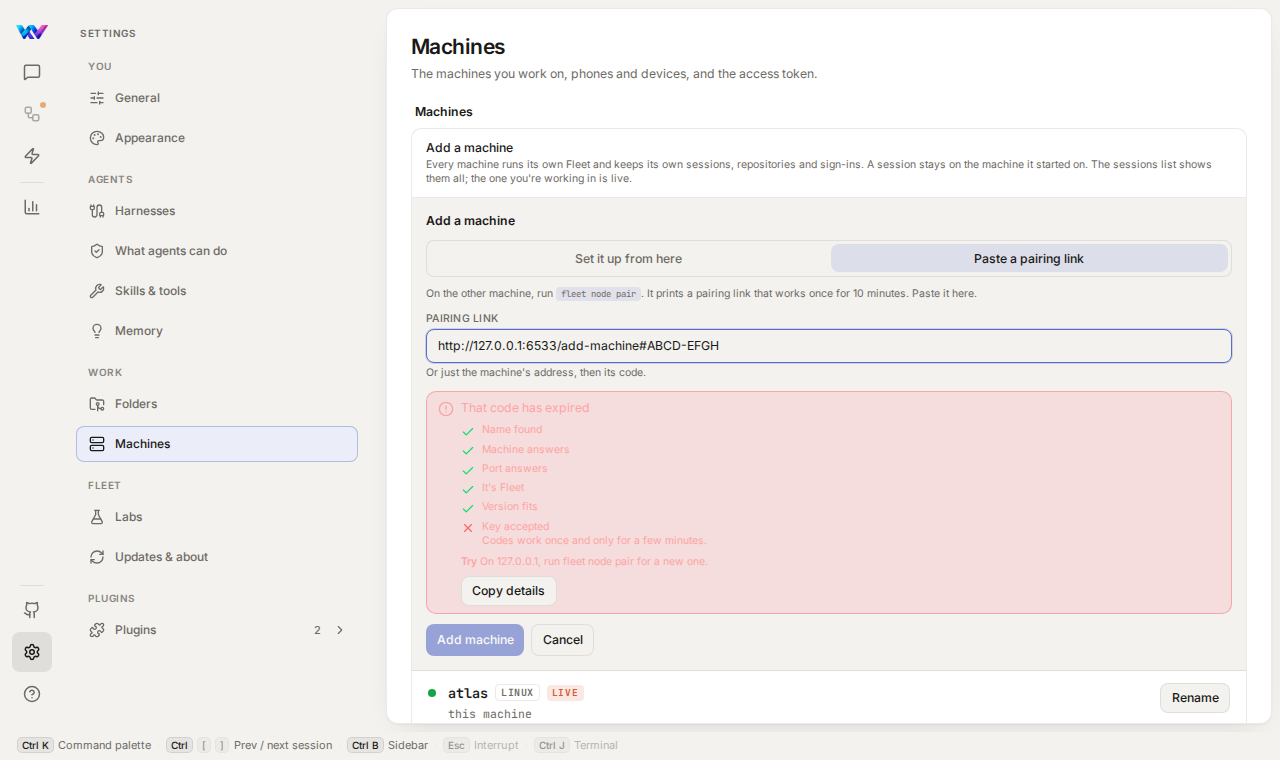 SETTINGS
YOU
General
Appearance
AGENTS
Harnesses
What agents can do
Skills & tools
Memory
WORK
Folders
Machines
FLEET
Labs
Updates & about
PLUGINS
Plugins 2
Machines
The machines you work on, phones and devices, and the access token.
Machines
Add a machine
Every machine runs its own Fleet and keeps its own sessions, repositories and sign-ins. A session stays on the machine it started on. The sessions list shows
them all; the one you're working in is live.
Add a machine
Set it up from here Paste a pairing link
On the other machine, run fleet node pair. It prints a pairing link that works once for 10 minutes. Paste it here.
PAIRING LINK
http://127.0.0.1:6533/add-machine#ABCD-EFGH
Or just the machine's address, then its code.
That code has expired
Name found
Machine answers
Port answers
It's Fleet
Version fits
Key accepted
Codes work once and only for a few minutes.
Try On 127.0.0.1, run fleet node pair for a new one.
Copy details
Add machine Cancel
atlas LINUX LIVE Rename
this machine
Ctrl K Command palette Ctrl [ ] Prev / next session Ctrl B Sidebar Esc Interrupt Ctrl J Terminal